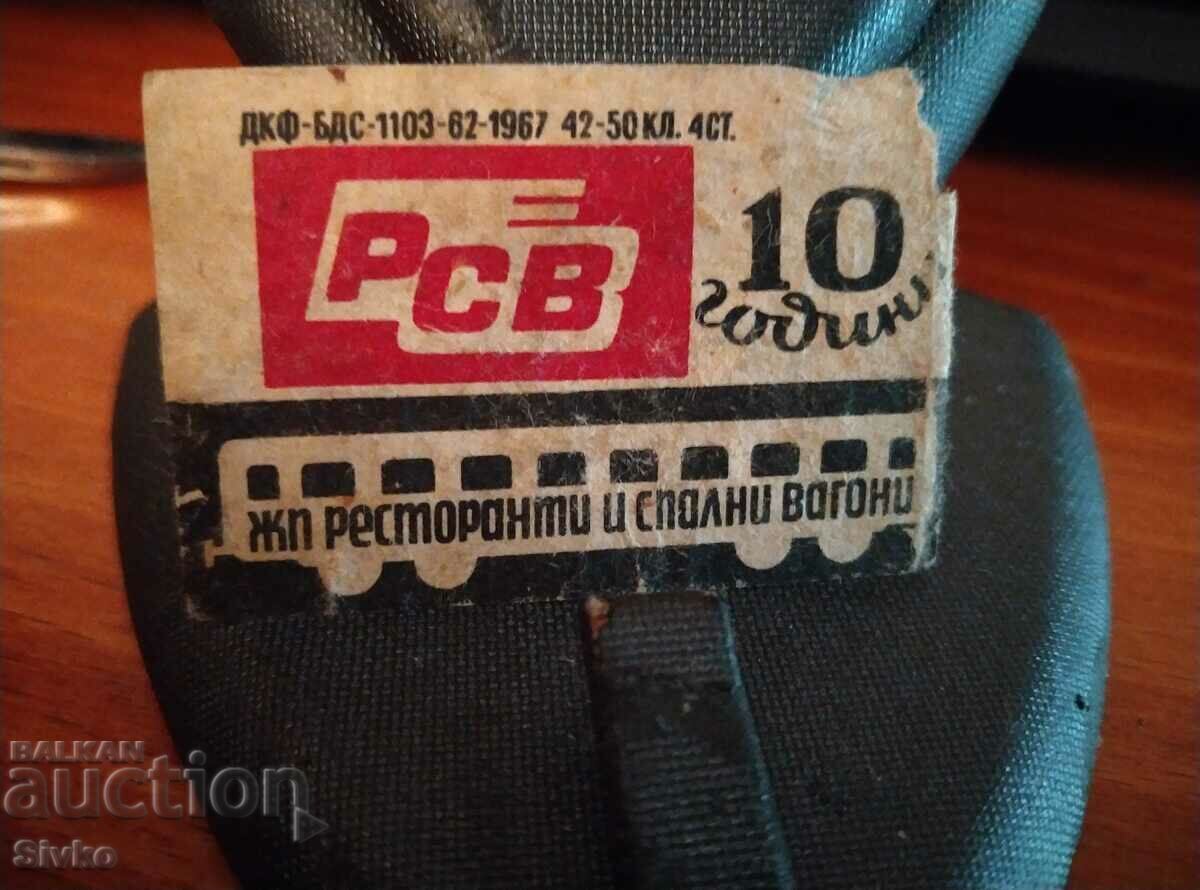 ДКФ-БДС-1103-62-1967 42-50 КЛ. 4СТ.
РСВ
10
години
жп ресторанти и спални вагони
BALKAN
auction
Sivko